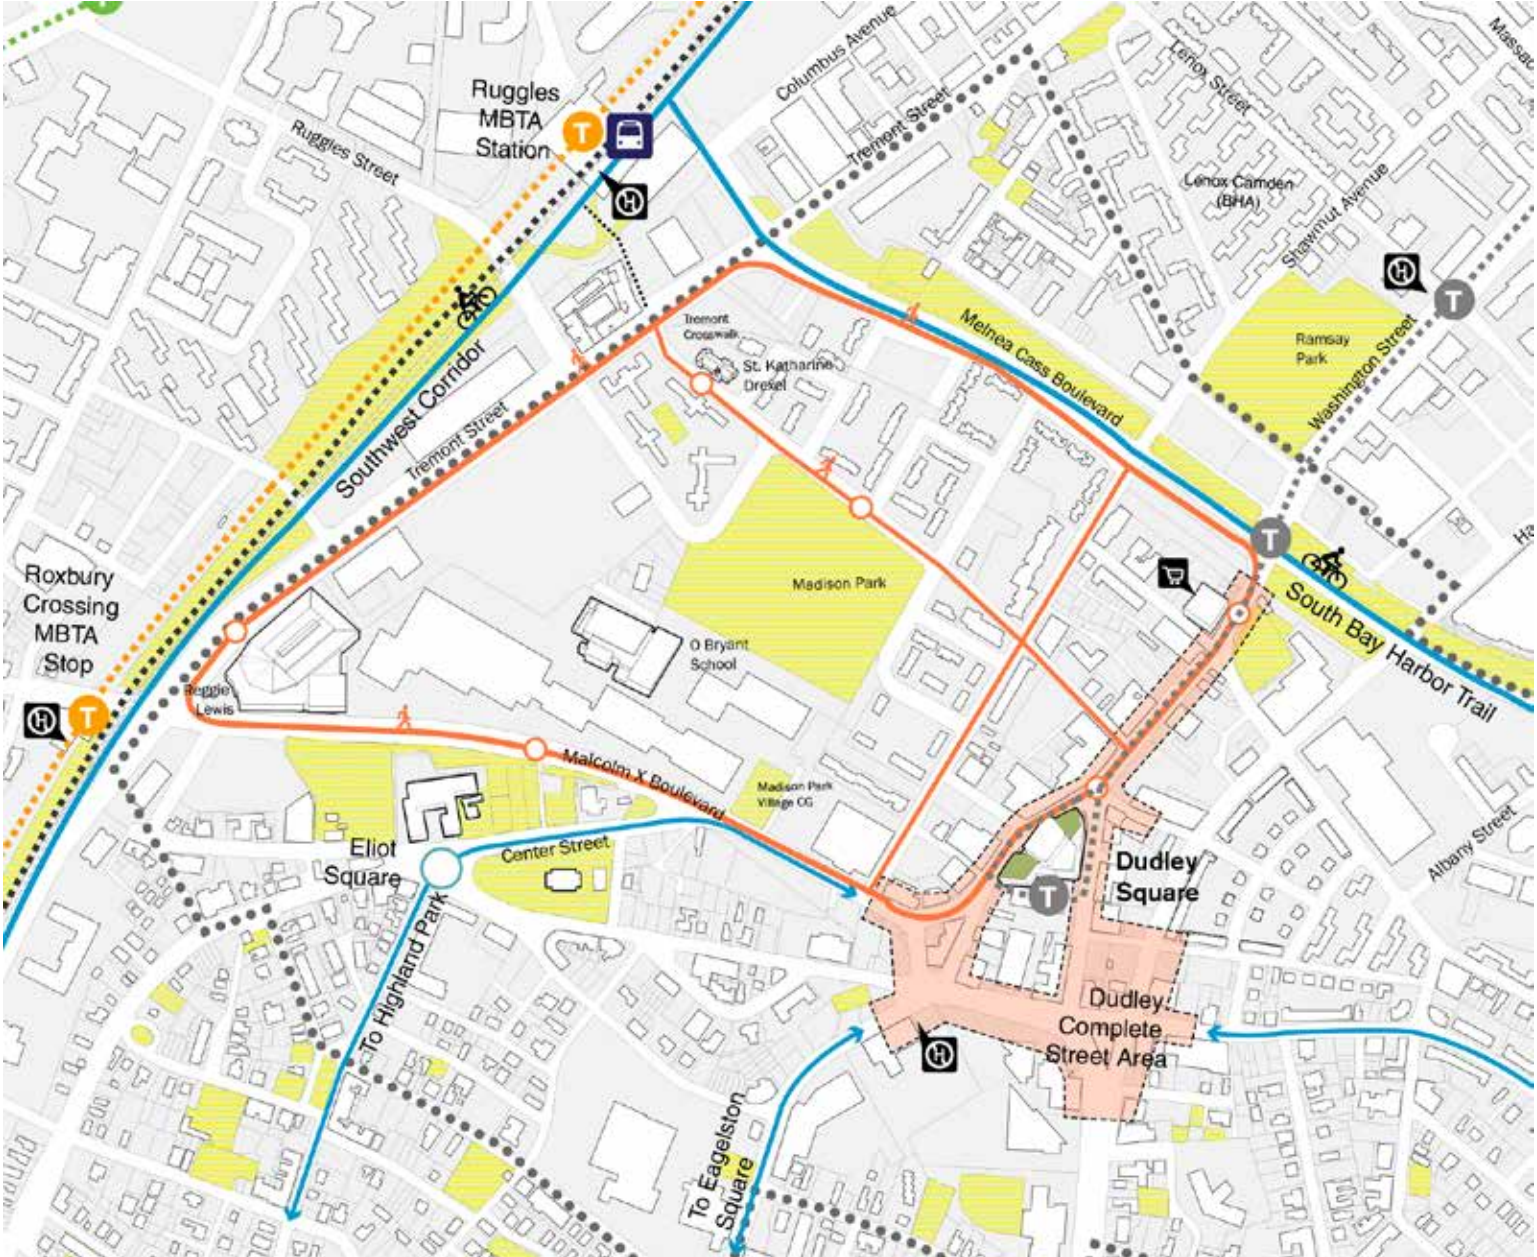 Columbus Avenue
Massac
Lenox Street
Ruggles
MBTA
Station
T
Ruggles Street
Tremont Street
Lenox Camden
(BHA)
Shawmut Avenue
H
H
T
Tremont
Crosswalk
Melnea Cass Boulevard
Ramsay
Park
Washington Street
St. Katharine
Drexel
Southwest Corridor
Tremont Street
Ha
T
Roxbury
Crossing
MBTA
Stop
Madison Park
South Bay Harbor Trail
O Bryant
School
Reggie
Lewis
H
T
Malcolm X Boulevard
Madison Park
Village CG
Albany Street
Eliot
Square
Center Street
Dudley
Square
T
To Highland Park
Dudley
Complete
Street Area
H
To Eagelston
Square